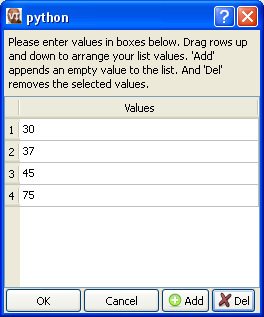 python
Please enter values in boxes below. Drag rows up
and down to arrange your list values. 'Add'
appends an empty value to the list. And 'Del'
removes the selected values.
Values
1 30
2 37
3 45
4 75
OK Cancel Add Del